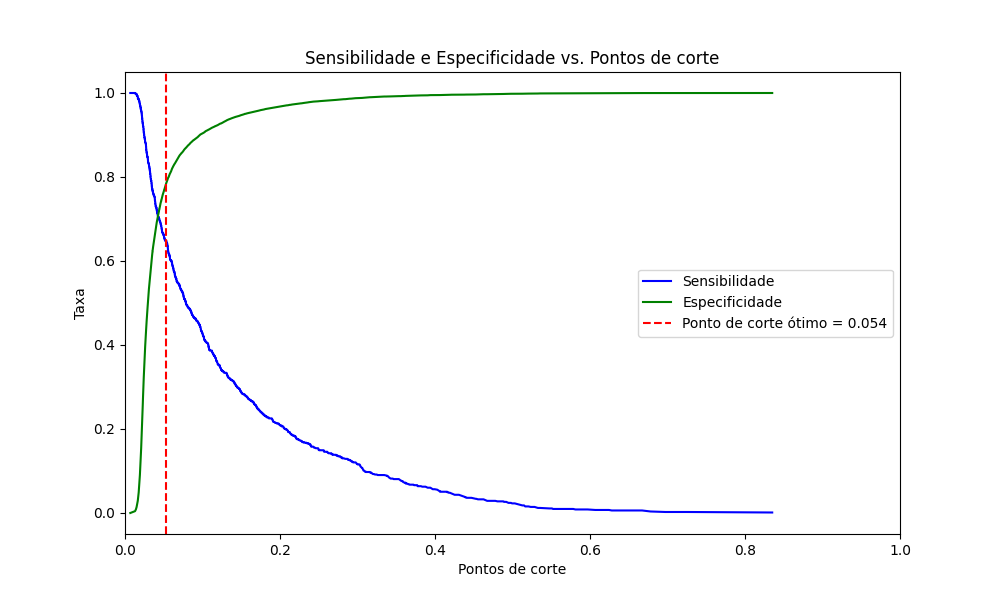 Sensibilidade e Especificidade vs. Pontos de corte
Taxa
1.0
0.8
0.6
0.4
0.2
0.0
Sensibilidade
Especificidade
Ponto de corte ótimo = 0.054
0.0 0.2 0.4 0.6 0.8 1.0
Pontos de corte